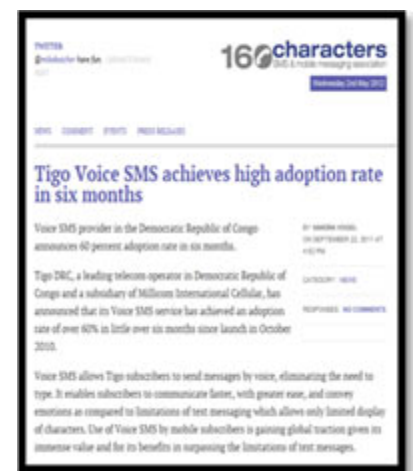 TWITTER
160characters
SMS & mobile messaging association
Wednesday 2nd May 2012
NEWS COMMENT EVENTS PRESS RELEASES
Tigo Voice SMS achieves high adoption rate
in six months
Voice SMS provider in the Democratic Republic of Congo
announces 60 percent adoption rate in six months.
Tigo DRC, a leading telecom operator in Democratic Republic of
Congo and a subsidiary of Millicom International Cellular, has
announced that its Voice SMS service has achieved an adoption
rate of over 60% in little over six months since launch in October
2010.
Voice SMS allows Tigo subscribers to send messages by voice, eliminating the need to
type. It enables subscribers to communicate faster, with greater ease, and convey
emotions as compared to limitations of text messaging which allows only limited display
of characters. Use of Voice SMS by mobile subscribers is gaining global traction given its
immense value and for its benefits in surpassing the limitations of text messages.
ON SEPTEMBER 22, 2011 AT
CATEGORY: NEWS
RESPONSES: NO COMMENTS